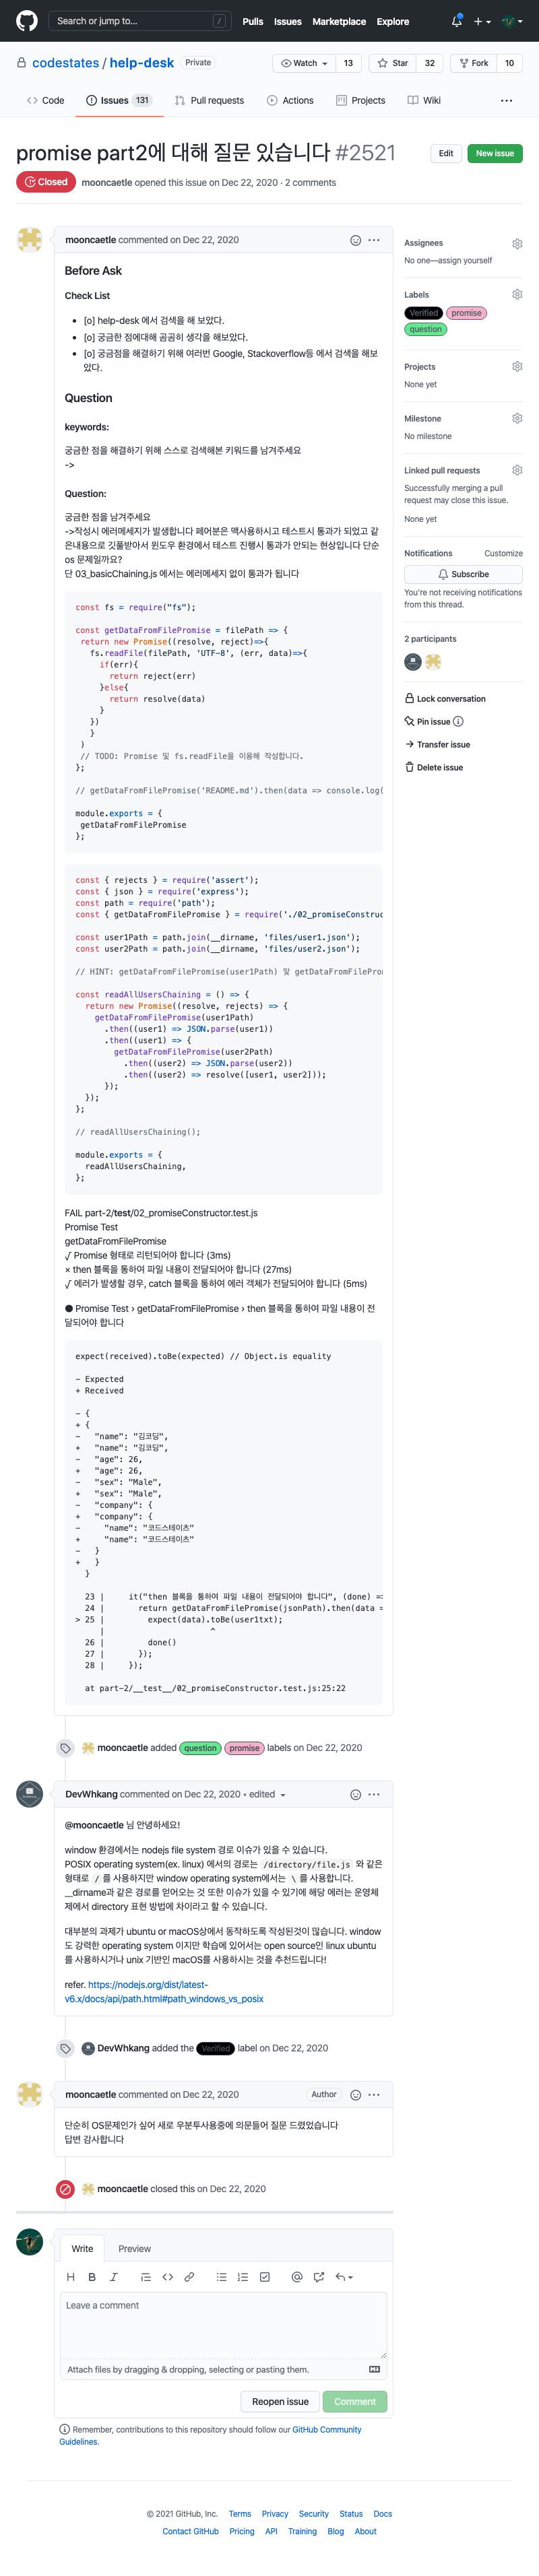 Search or jump to...
/
Pulls
Issues
Marketplace
Explore
codestates / help-desk
Private
Watch
13
Star
32
Fork
10
Code
Issues
131
Pull requests
Actions
Projects
Wiki
promise part2에 대해 질문 있습니다 #2521
Edit
New issue
Closed
mooncaetle opened this issue on Dec 22, 2020 · 2 comments
mooncaetle commented on Dec 22, 2020
Before Ask
Check List
[o] help-desk 에서 검색을 해 보았다.
[o] 궁금한 점에대해 곰곰히 생각을 해보았다.
[o] 궁금점을 해결하기 위해 여러번 Google, Stackoverflow등 에서 검색을 해보
았다.
Question
keywords:
궁금한 점을 해결하기 위해 스스로 검색해본 키워드를 남겨주세요
->
Question:
궁금한 점을 남겨주세요
->작성시 에러메세지가 발생합니다 페어분은 맥사용하시고 테스트시 통과가 되었고 같
은내용으로 깃풀받아서 윈도우 환경에서 테스트 진행시 통과가 안되는 현상입니다 단순
os 문제일까요?
단 03_basicChaining.js 에서는 에러메세지 없이 통과가 됩니다
const fs = require("fs");
const getDataFromFilePromise = filePath => {
return new Promise((resolve, reject)=>{
fs.readFile(filePath, 'UTF-8', (err, data)=>{
if(err){
return reject(err)
}else{
return resolve(data)
}
})
}
)
// TODO: Promise 및 fs.readFile을 이용해 작성합니다.
};
// getDataFromFilePromise('README.md').then(data => console.log(
module.exports = {
getDataFromFilePromise
};
const { rejects } = require('assert');
const { json } = require('express');
const path = require('path');
const { getDataFromFilePromise } = require('./02_promiseConstruc
const user1Path = path.join(__dirname, 'files/user1.json');
const user2Path = path.join(__dirname, 'files/user2.json');
// HINT: getDataFromFilePromise(user1Path) 및 getDataFromFilePro
const readAllUsersChaining = () => {
return new Promise((resolve, rejects) => {
getDataFromFilePromise(user1Path)
.then((user1) => JSON.parse(user1))
.then((user1) => {
getDataFromFilePromise(user2Path)
.then((user2) => JSON.parse(user2))
.then((user2) => resolve([user1, user2]));
});
});
};
// readAllUsersChaining();
module.exports = {
readAllUsersChaining,
};
FAIL part-2/test/02_promiseConstructor.test.js
Promise Test
getDataFromFilePromise
√ Promise 형태로 리턴되어야 합니다 (3ms)
× then 블록을 통하여 파일 내용이 전달되어야 합니다 (27ms)
√ 에러가 발생할 경우, catch 블록을 통하여 에러 객체가 전달되어야 합니다 (5ms)
● Promise Test › getDataFromFilePromise › then 블록을 통하여 파일 내용이 전
달되어야 합니다
expect(received).toBe(expected) // Object.is equality
- Expected
+ Received
- {
+ {
- "name": "김코딩",
+ "name": "김코딩",
- "age": 26,
+ "age": 26,
- "sex": "Male",
+ "sex": "Male",
- "company": {
+ "company": {
- "name": "코드스테이츠"
+ "name": "코드스테이츠"
- }
+ }
}
23 | it("then 블록을 통하여 파일 내용이 전달되어야 합니다", (done) =>
24 | return getDataFromFilePromise(jsonPath).then(data =
> 25 | expect(data).toBe(user1txt);
| ^
26 | done()
27 | });
28 | });
at part-2/__test__/02_promiseConstructor.test.js:25:22
mooncaetle added question promise labels on Dec 22, 2020
DevWhkang commented on Dec 22, 2020 • edited
@mooncaetle 님 안녕하세요!
window 환경에서는 nodejs file system 경로 이슈가 있을 수 있습니다.
POSIX operating system(ex. linux) 에서의 경로는 /directory/file.js 와 같은
형태로 / 를 사용하지만 window operating system에서는 \ 를 사용합니다.
__dirname과 같은 경로를 얻어오는 것 또한 이슈가 있을 수 있기에 해당 에러는 운영체
제에서 directory 표현 방법에 차이라고 할 수 있습니다.
대부분의 과제가 ubuntu or macOS상에서 동작하도록 작성된것이 많습니다. window
도 강력한 operating system 이지만 학습에 있어서는 open source인 linux ubuntu
를 사용하시거나 unix 기반인 macOS를 사용하시는 것을 추천드립니다!
refer. https://nodejs.org/dist/latest-
v6.x/docs/api/path.html#path_windows_vs_posix
DevWhkang added the Verified label on Dec 22, 2020
mooncaetle commented on Dec 22, 2020
Author
단순히 OS문제인가 싶어 새로 우분투사용중에 의문들어 질문 드렸었습니다
답변 감사합니다
mooncaetle closed this on Dec 22, 2020
Write
Preview
Leave a comment
Attach files by dragging & dropping, selecting or pasting them.
Reopen issue
Comment
Remember, contributions to this repository should follow our GitHub Community
Guidelines.
Assignees
No one—assign yourself
Labels
Verified
promise
question
Projects
None yet
Milestone
No milestone
Linked pull requests
Successfully merging a pull
request may close this issue.
None yet
Notifications
Customize
Subscribe
You're not receiving notifications
from this thread.
2 participants
Lock conversation
Pin issue
Transfer issue
Delete issue
© 2021 GitHub, Inc.
Terms
Privacy
Security
Status
Docs
Contact GitHub
Pricing
API
Training
Blog
About